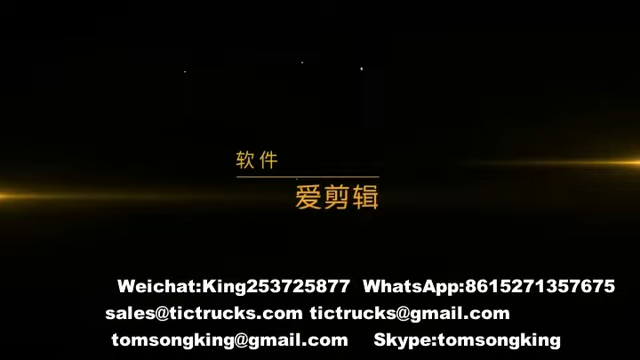 软件
爱剪辑
Weichat:King253725877 WhatsApp:8615271357675
sales@tictrucks.com tictrucks@gmail.com
tomsongking@gmail.com Skype:tomsongking